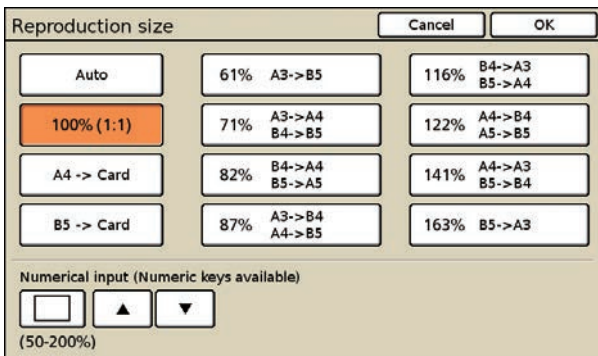 Reproduction size
Cancel
OK
Auto
61% A3->B5
116% B4->A3
B5->A4
100% (1:1)
71% A3->A4
B4->B5
122% A4->B4
A5->B5
A4 -> Card
82% B4->A4
B5->A5
141% A4->A3
B5->B4
B5 -> Card
87% A3->B4
A4->B5
163% B5->A3
Numerical input (Numeric keys available)
(50-200%)